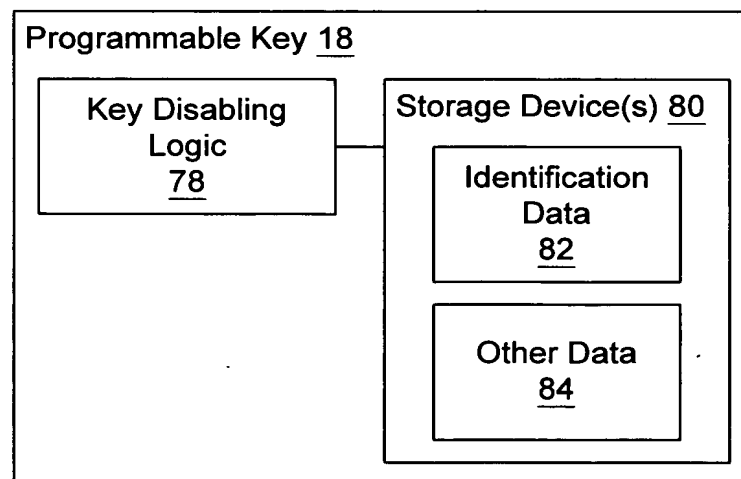 Programmable Key 18
Key Disabling
Logic
78
Storage Device(s) 80
Identification
Data
82
Other Data
84